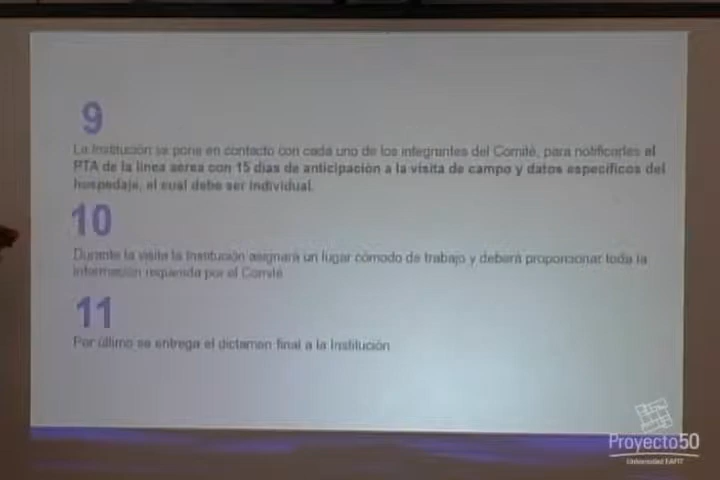 9
La Institución se pone en contacto con cada uno de los integrantes del Comité, para notificarles el
PTA de la línea aérea con 15 días de anticipación a la visita de campo y datos específicos del
hospedaje, el cual debe ser individual.
10
Durante la visita la Institución asignará un lugar cómodo de trabajo y deberá proporcionar toda la
información requerida por el Comité
11
Por último se entrega el dictamen final a la Institución
Proyecto50
Universidad EAFIT